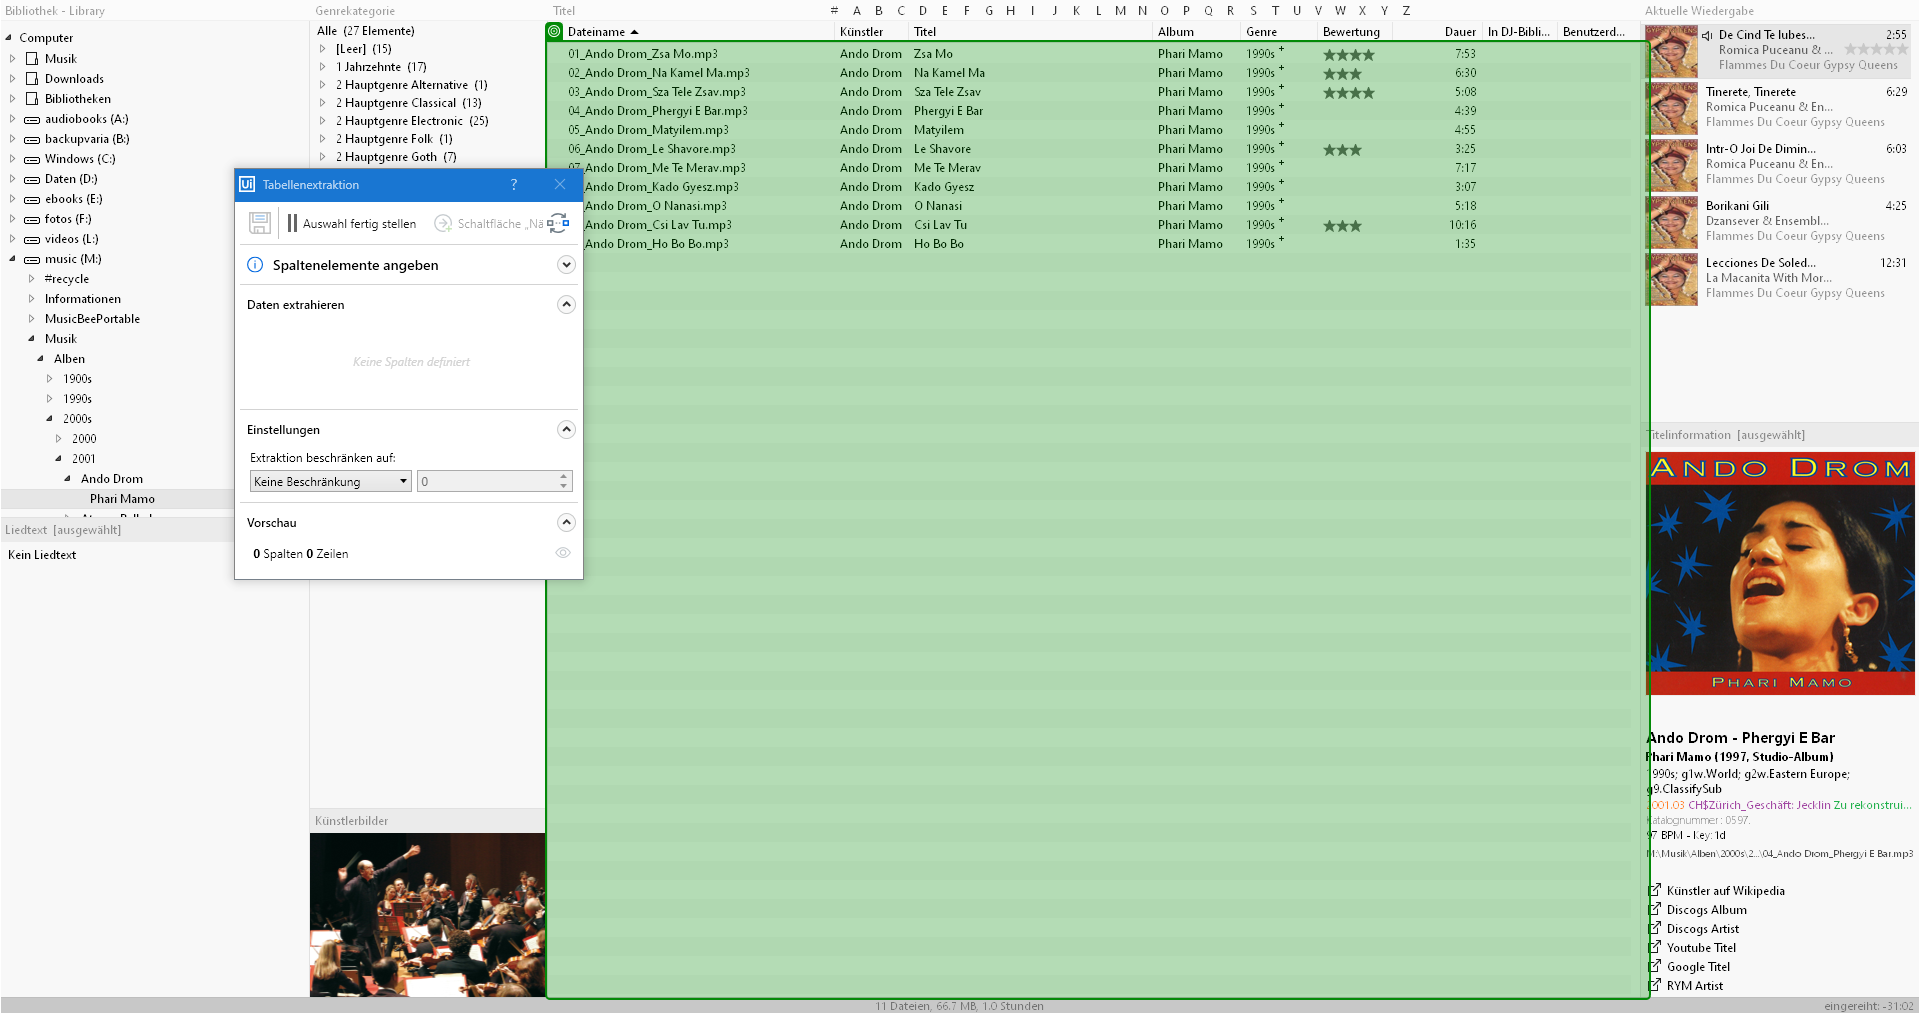 Bibliothek - Library
Computer
Musik
Downloads
Bibliotheken
audiobooks (A:)
backupvaria (B:)
Windows (C:)
Daten (D:)
ebooks (E:)
fotos (F:)
videos (L:)
music (M:)
#recycle
Informationen
MusicBeePortable
Musik
Alben
1900s
1990s
2000s
2000
2001
Ando Drom
Phari Mamo
Liedtext [ausgewählt]
Kein Liedtext
Genrekategorie
Alle (27 Elemente)
[Leer] (15)
1 Jahrzehnte (17)
2 Hauptgenre Alternative (1)
2 Hauptgenre Classical (13)
2 Hauptgenre Electronic (25)
2 Hauptgenre Folk (1)
2 Hauptgenre Goth (7)
Ui Tabellenextraktion ?
Auswahl fertig stellen Schaltfläche „Nä
Spaltenelemente angeben
Daten extrahieren
Keine Spalten definiert
Einstellungen
Extraktion beschränken auf:
Keine Beschränkung 0
Vorschau
0 Spalten 0 Zeilen
Künstlerbilder
Titel # A B C D E F G H I J K L M N O P Q R S T U V W X Y Z
Dateiname Künstler Titel Album Genre Bewertung Dauer In DJ-Bibli... Benutzerd...
01_Ando Drom_Zsa Mo.mp3 Ando Drom Zsa Mo Phari Mamo 1990s + ★★★★ 7:53
02_Ando Drom_Na Kamel Ma.mp3 Ando Drom Na Kamel Ma Phari Mamo 1990s + ★★★ 6:30
03_Ando Drom_Sza Tele Zsav.mp3 Ando Drom Sza Tele Zsav Phari Mamo 1990s + ★★★★ 5:08
04_Ando Drom_Phergyi E Bar.mp3 Ando Drom Phergyi E Bar Phari Mamo 1990s + 4:39
05_Ando Drom_Matyilem.mp3 Ando Drom Matyilem Phari Mamo 1990s + 4:55
06_Ando Drom_Le Shavore.mp3 Ando Drom Le Shavore Phari Mamo 1990s + ★★★ 3:25
07_Ando Drom_Me Te Merav.mp3 Ando Drom Me Te Merav Phari Mamo 1990s + 7:17
_Ando Drom_Kado Gyesz.mp3 Ando Drom Kado Gyesz Phari Mamo 1990s + 3:07
_Ando Drom_O Nanasi.mp3 Ando Drom O Nanasi Phari Mamo 1990s + 5:18
_Ando Drom_Csi Lav Tu.mp3 Ando Drom Csi Lav Tu Phari Mamo 1990s + ★★★ 10:16
_Ando Drom_Ho Bo Bo.mp3 Ando Drom Ho Bo Bo Phari Mamo 1990s + 1:35
11 Dateien, 66.7 MB, 1.0 Stunden
Aktuelle Wiedergabe
De Cind Te Iubes... 2:55
Romica Puceanu & ...
Flammes Du Coeur Gypsy Queens
Tinerete, Tinerete 6:29
Romica Puceanu & En...
Flammes Du Coeur Gypsy Queens
Intr-O Joi De Dimin... 6:03
Romica Puceanu & En...
Flammes Du Coeur Gypsy Queens
Borikani Gili 4:25
Dzansever & Ensembl...
Flammes Du Coeur Gypsy Queens
Lecciones De Soled... 12:31
La Macanita With Mor...
Flammes Du Coeur Gypsy Queens
Titelinformation [ausgewählt]
ANDO DROM
PHARI MAMO
Ando Drom - Phergyi E Bar
Phari Mamo (1997, Studio-Album)
1990s; g1w.World; g2w.Eastern Europe;
g9.ClassifySub
2001.03 CH$Zürich_Geschäft: Jecklin Zu rekonstrui...
Katalognummer: 0597.
97 BPM - Key: 1d
M:\Musik\Alben\2000s\2...\04_Ando Drom_Phergyi E Bar.mp3
Künstler auf Wikipedia
Discogs Album
Discogs Artist
Youtube Titel
Google Titel
RYM Artist
eingereiht: -31:02